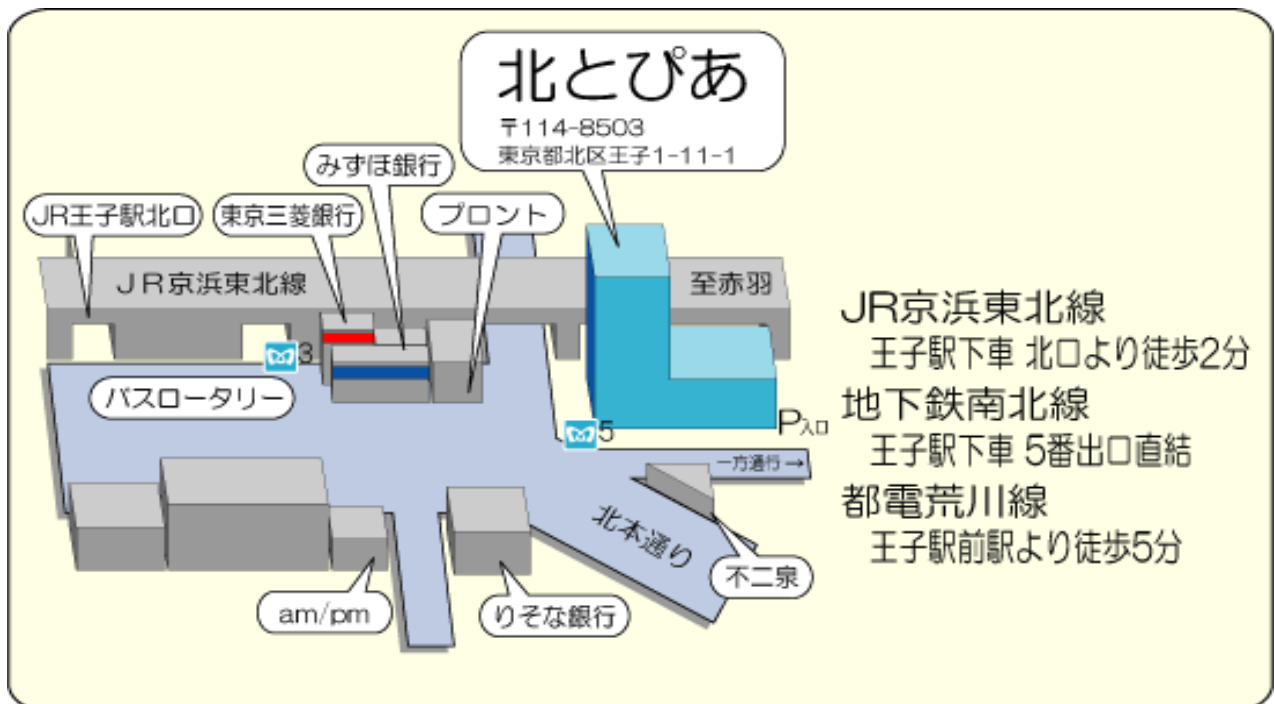 北とぴあ
〒114-8503
東京都北区王子1-11-1
みずほ銀行
JR王子駅北口
東京三菱銀行
プロント
JR京浜東北線
至赤羽
3
バスロータリー
5
P入口
一方通行→
北本通り
不二泉
am/pm
りそな銀行
JR京浜東北線
王子駅下車 北口より徒歩2分
地下鉄南北線
王子駅下車 5番出口直結
都電荒川線
王子駅前駅より徒歩5分